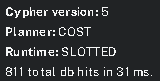 Cypher version: 5
Planner: COST
Runtime: SLOTTED
811 total db hits in 31 ms.